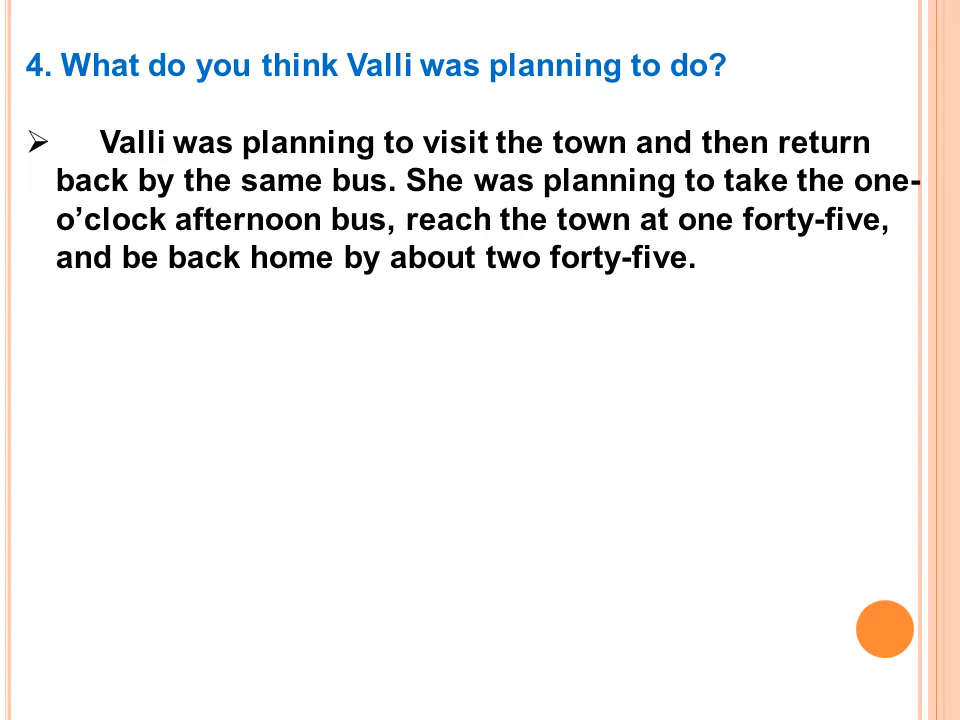 4. What do you think Valli was planning to do?
➢ Valli was planning to visit the town and then return
back by the same bus. She was planning to take the one-
o’clock afternoon bus, reach the town at one forty-five,
and be back home by about two forty-five.